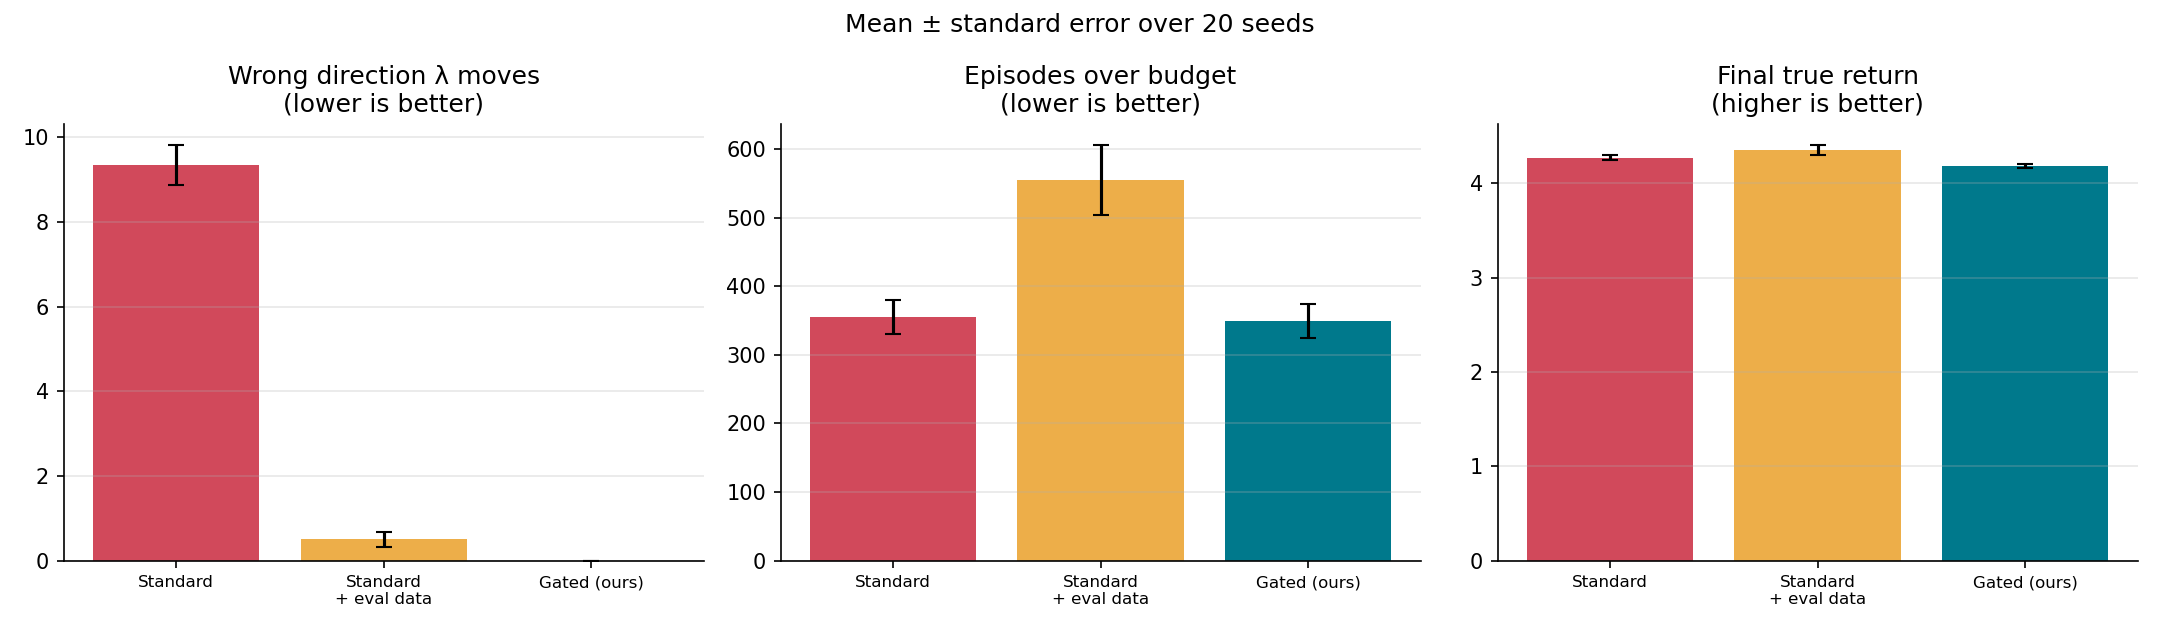 Mean ± standard error over 20 seeds
Wrong direction λ moves
(lower is better)
10
8
6
4
2
0
Standard
Standard
+ eval data
Gated (ours)
Episodes over budget
(lower is better)
600
500
400
300
200
100
0
Standard
Standard
+ eval data
Gated (ours)
Final true return
(higher is better)
4
3
2
1
0
Standard
Standard
+ eval data
Gated (ours)